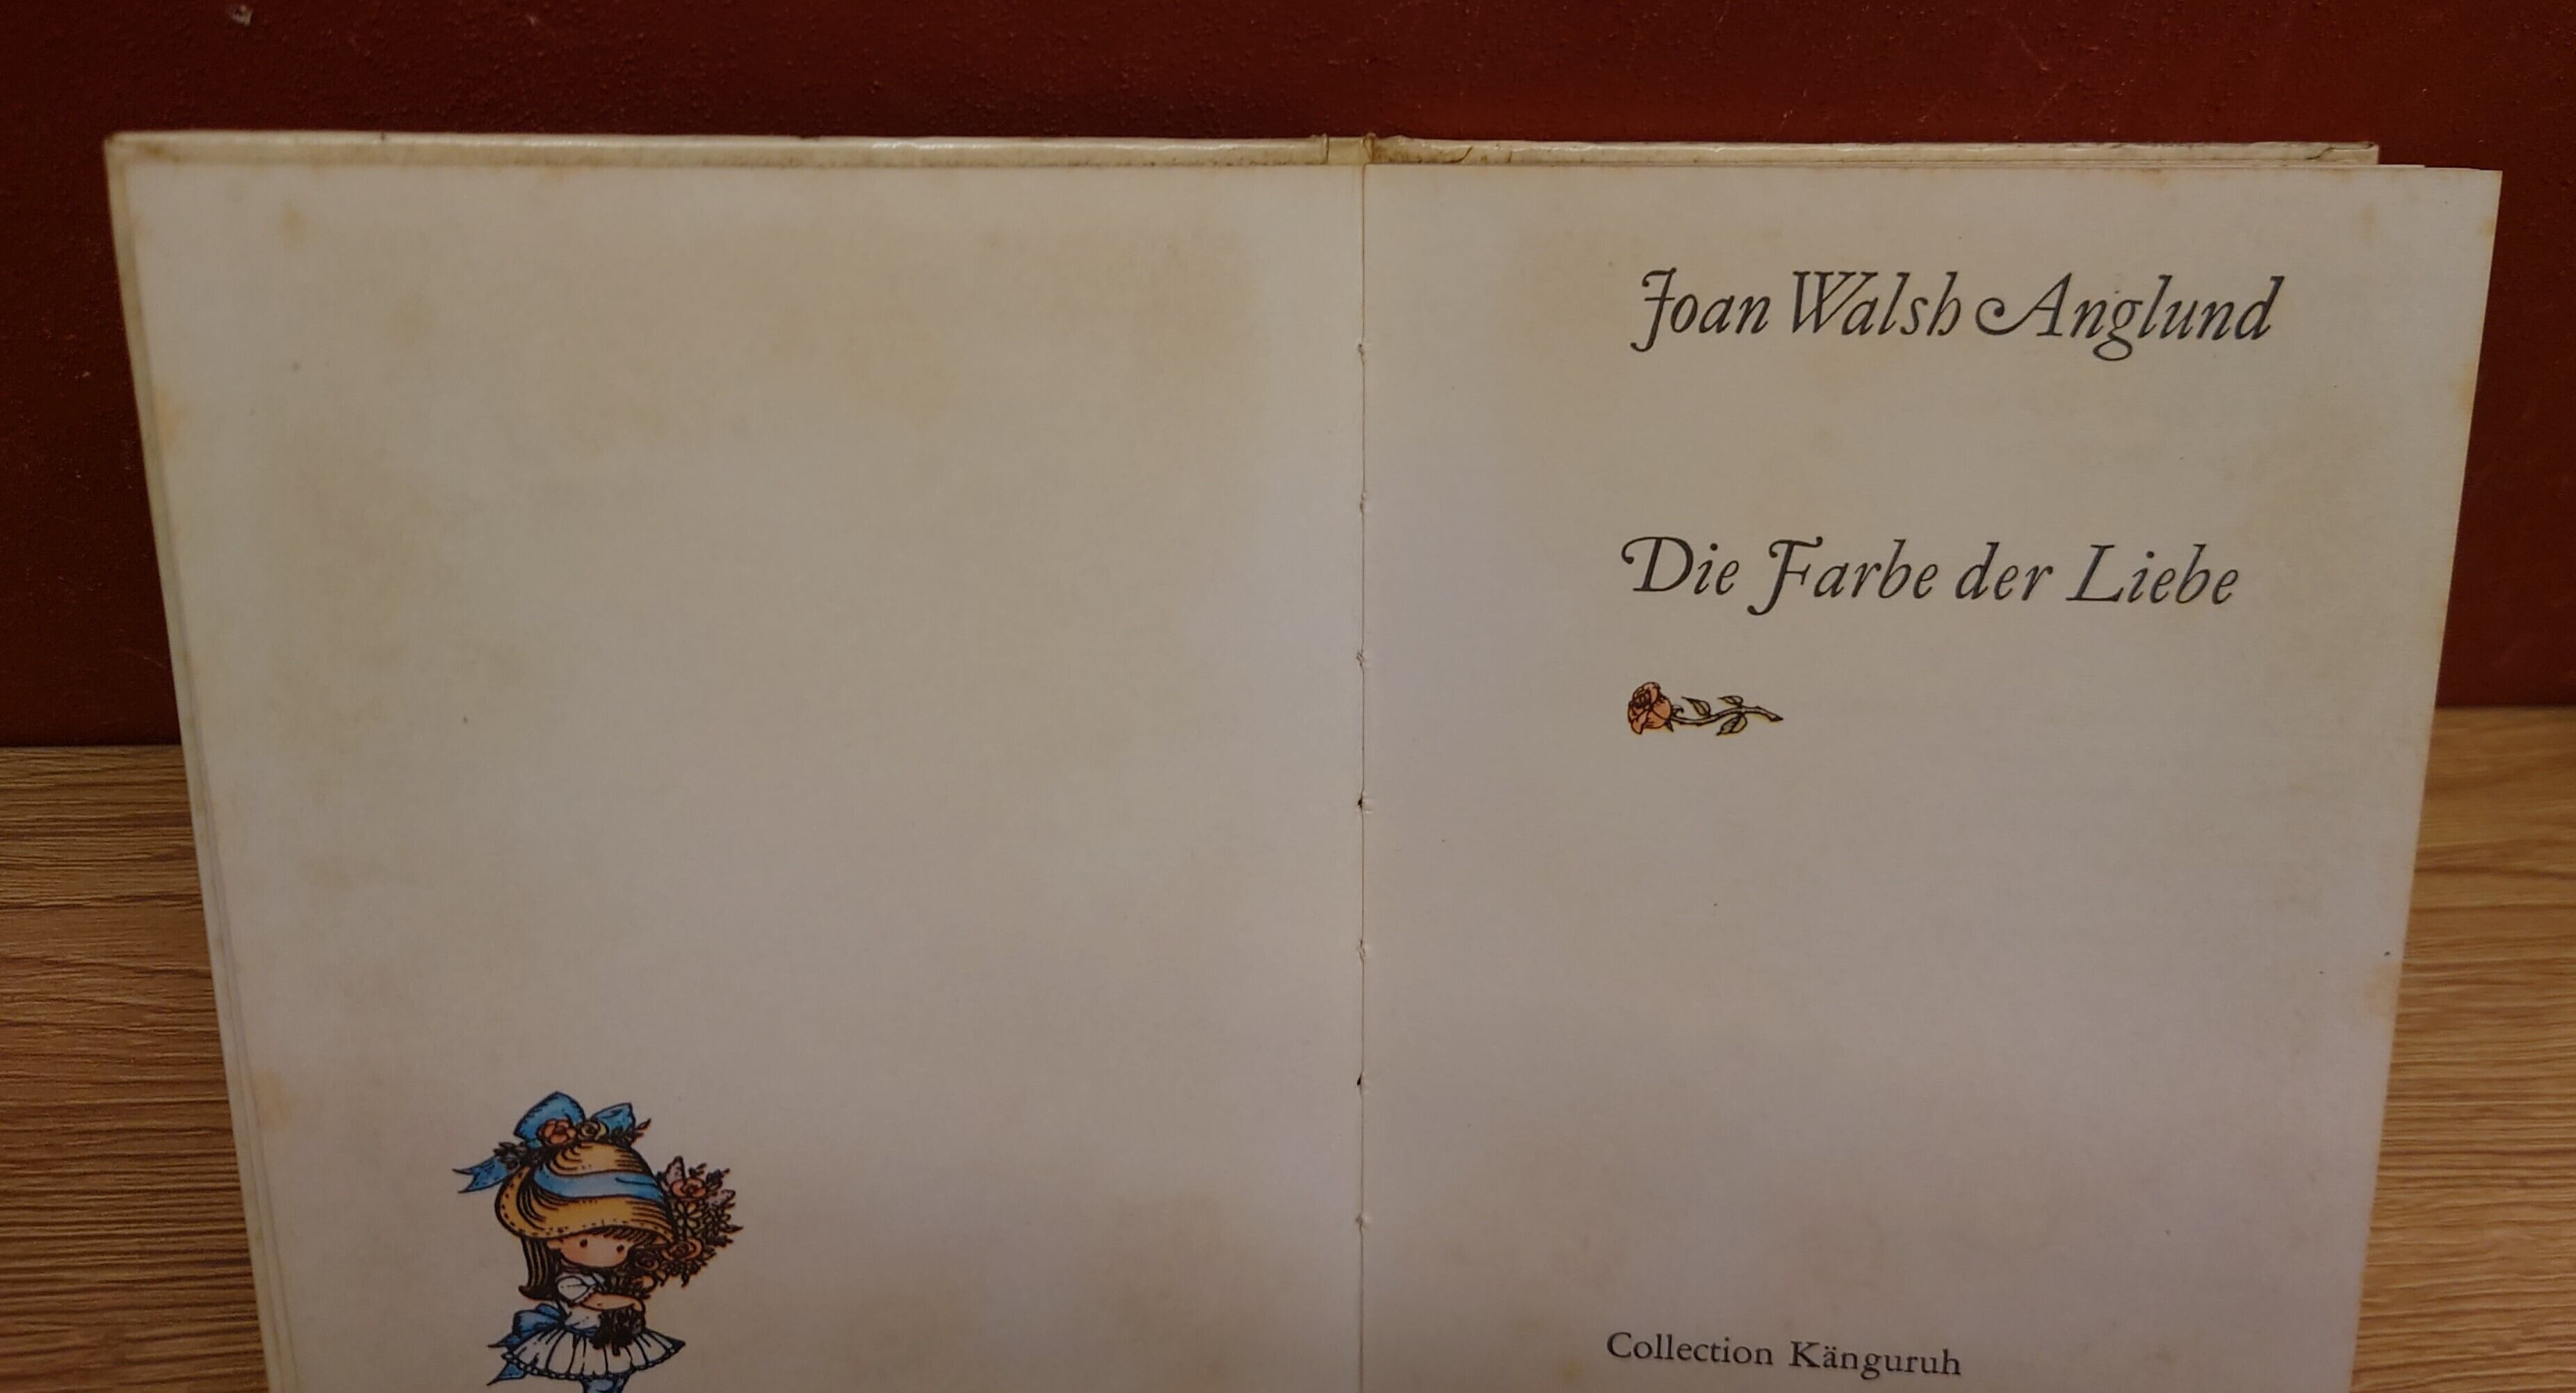 Joan Walsh Anglund
Die Farbe der Liebe
Collection Känguruh